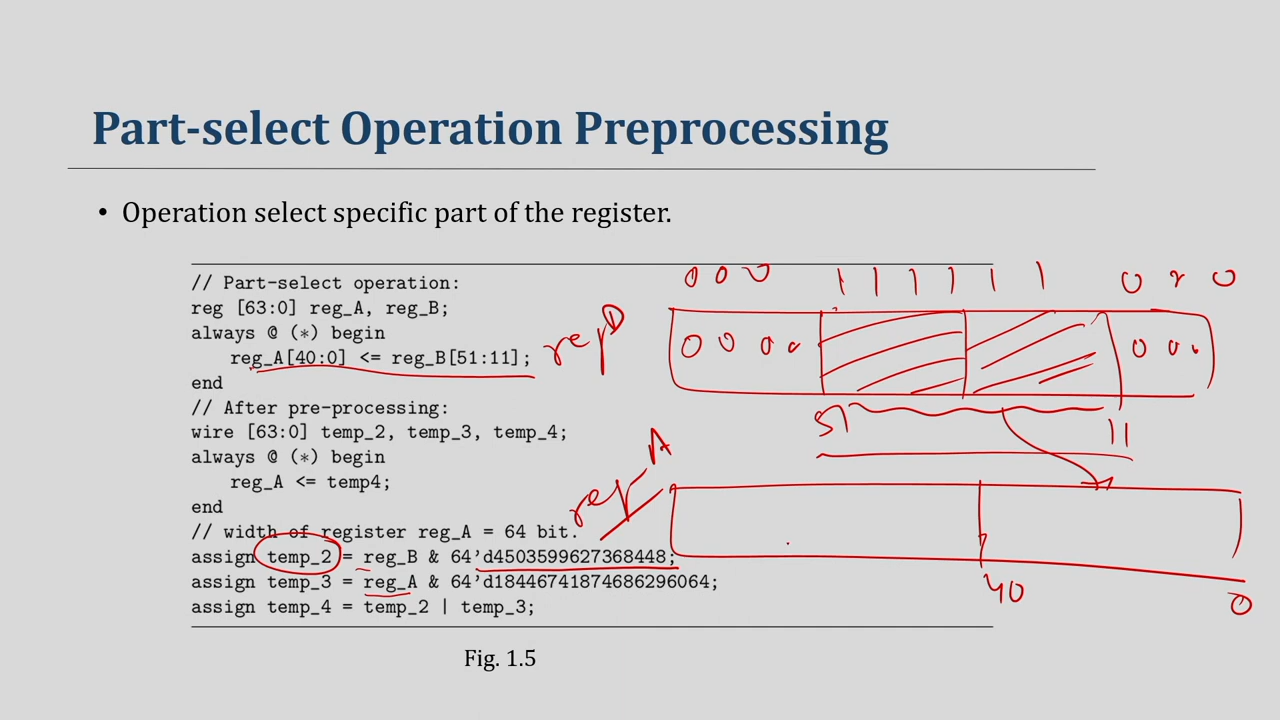 Part-select Operation Preprocessing
• Operation select specific part of the register.
// Part-select operation:
reg [63:0] reg_A, reg_B;
always @ (*) begin
reg_A[40:0] <= reg_B[51:11];
end
// After pre-processing:
wire [63:0] temp_2, temp_3, temp_4;
always @ (*) begin
reg_A <= temp4;
end
// width of register reg_A = 64 bit.
assign temp_2 = reg_B & 64'd4503599627368448;
assign temp_3 = reg_A & 64'd18446741874686296064;
assign temp_4 = temp_2 | temp_3;
Fig. 1.5
0 0 0 1 1 1 1 1 1 0 0
0 0 0 0 0 0
51 11
reg A
40 0